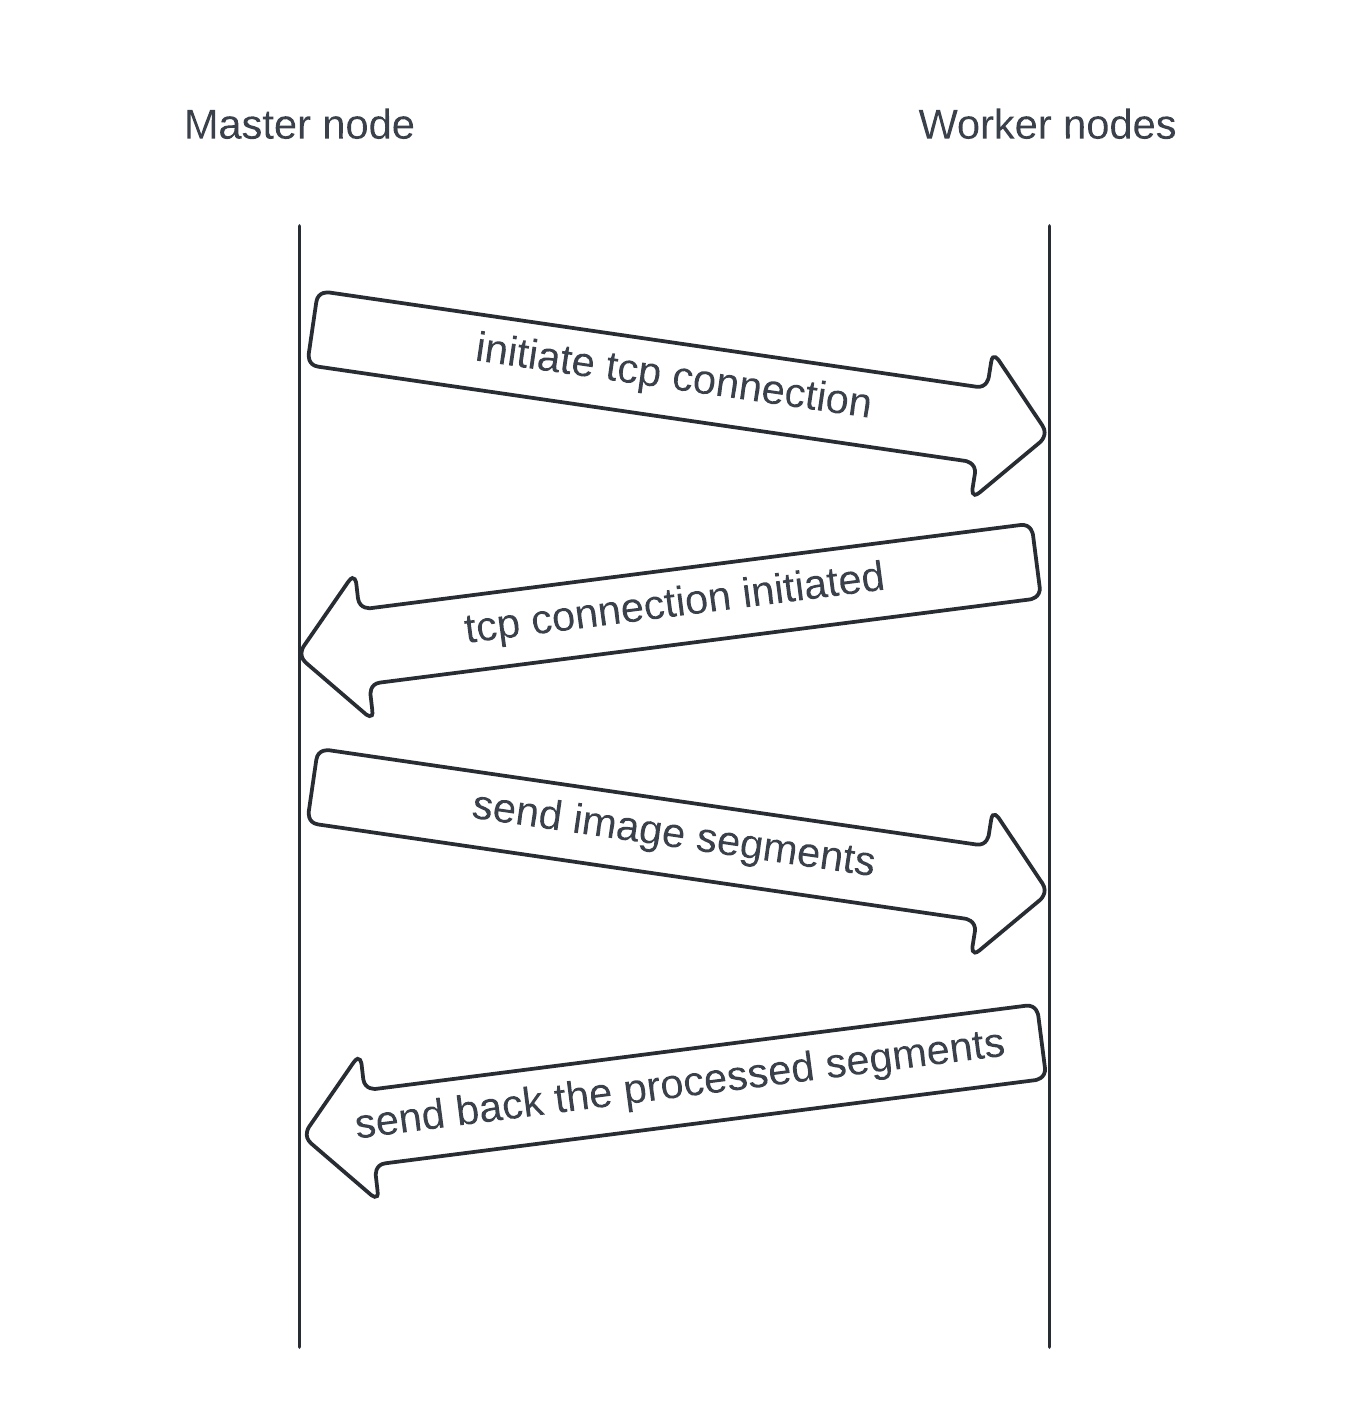 Master node
Worker nodes
initiate tcp connection
tcp connection initiated
send image segments
send back the processed segments